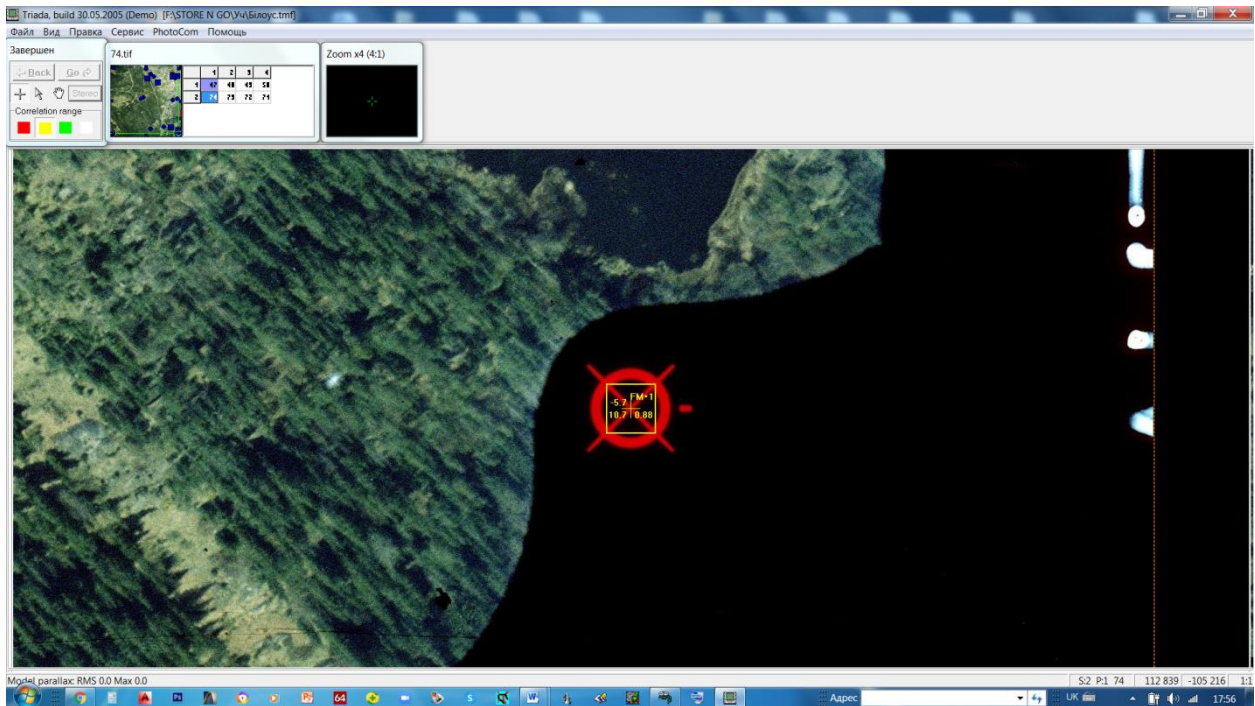 Triada, build 30.05.2005 (Demo) [F:\STORE N GO\Уч\Білоус.tmf]
Файл Вид Правка Сервис PhotoCom Помощь
Завершен
Back Go
Stereo
Correlation range
74.tif
1 2 3 4
1 47 48 49 50
2 74 73 72 71
Zoom x4 (4:1)
-5.7 FM•1
10.7 0.88
Model parallax: RMS 0.0 Max 0.0
S:2 P:1 74 112 839 -105 216 1:1
64
Адрес
UK
17:56